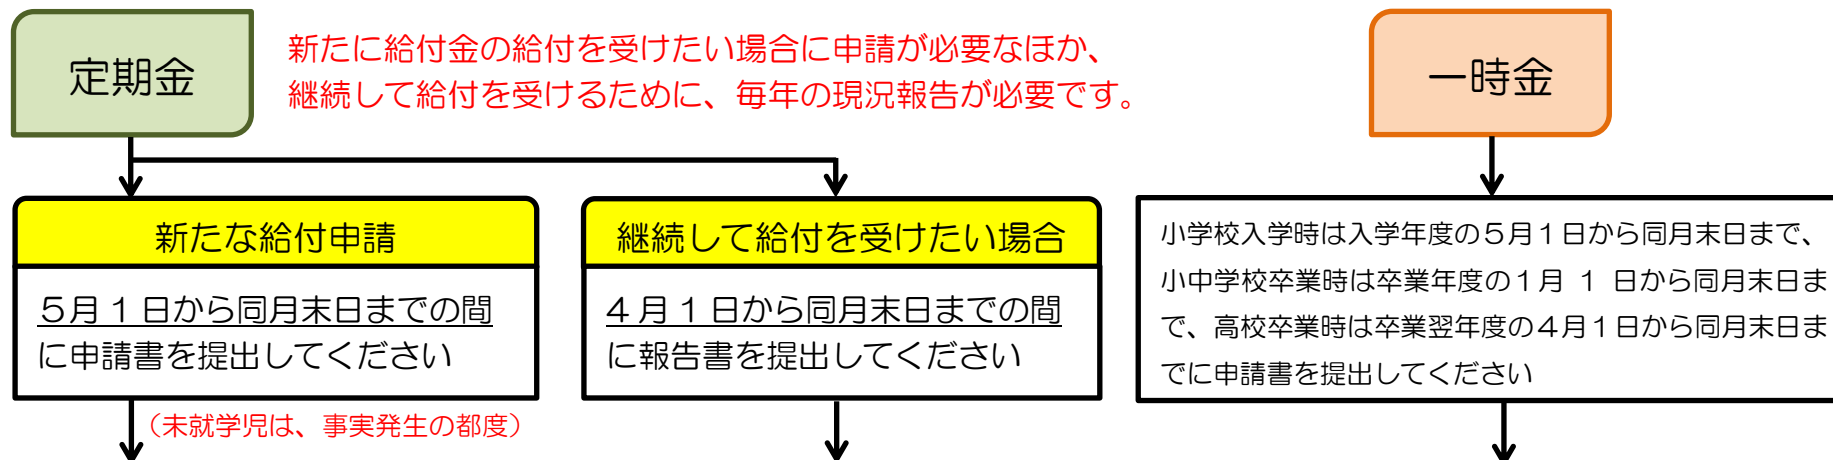 定期金
新たに給付金の給付を受けたい場合に申請が必要なほか、
継続して給付を受けるために、毎年の現況報告が必要です。
一時金
新たな給付申請
５月１日から同月末日までの間
に申請書を提出してください
（未就学児は、事実発生の都度）
継続して給付を受けたい場合
４月１日から同月末日までの間
に報告書を提出してください
小学校入学時は入学年度の５月１日から同月末日まで、
小中学校卒業時は卒業年度の１月 １ 日から同月末日ま
で、高校卒業時は卒業翌年度の４月１日から同月末日ま
でに申請書を提出してください